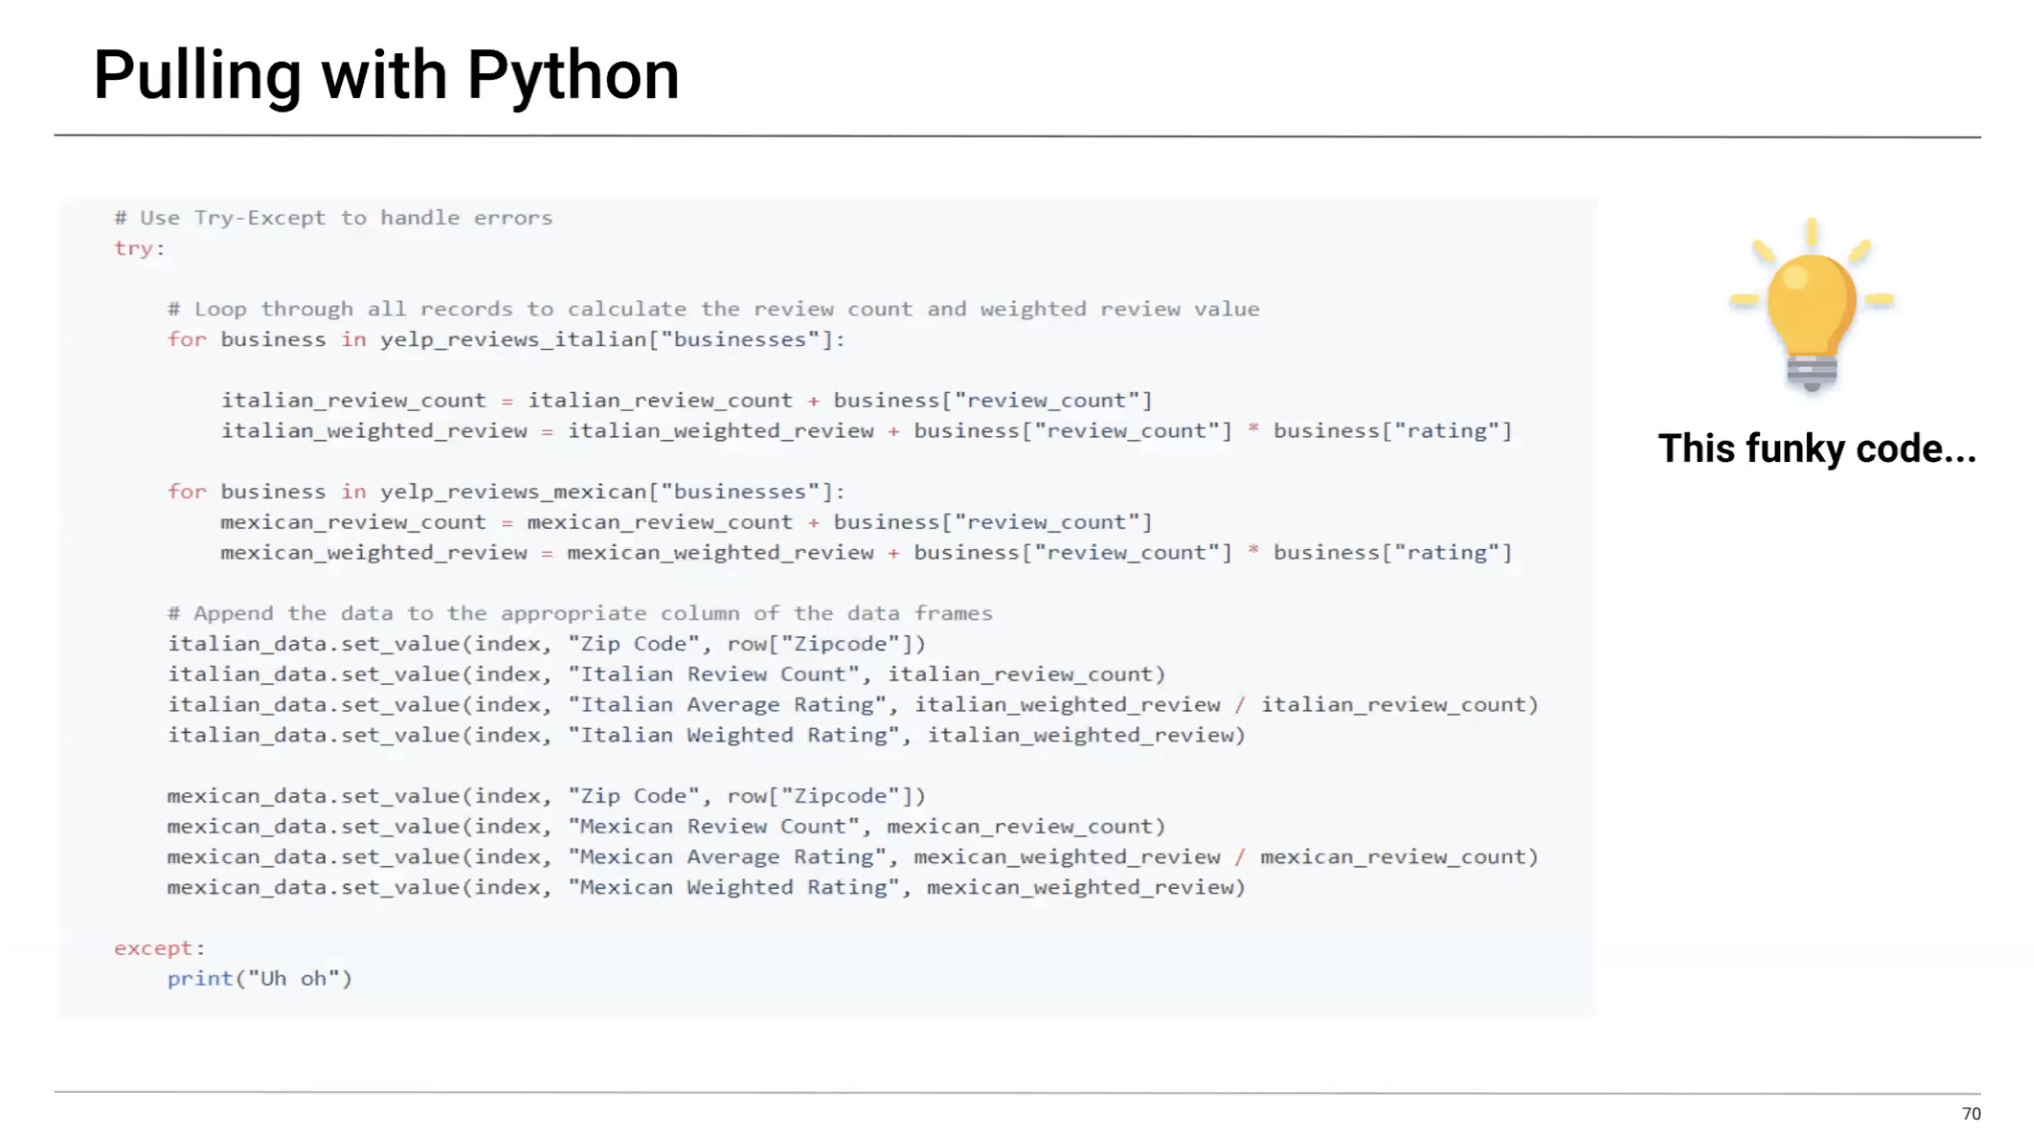 Pulling with Python
# Use Try-Except to handle errors
try:
# Loop through all records to calculate the review count and weighted review value
for business in yelp_reviews_italian["businesses"]:
italian_review_count = italian_review_count + business["review_count"]
italian_weighted_review = italian_weighted_review + business["review_count"] * business["rating"]
for business in yelp_reviews_mexican["businesses"]:
mexican_review_count = mexican_review_count + business["review_count"]
mexican_weighted_review = mexican_weighted_review + business["review_count"] * business["rating"]
# Append the data to the appropriate column of the data frames
italian_data.set_value(index, "Zip Code", row["Zipcode"])
italian_data.set_value(index, "Italian Review Count", italian_review_count)
italian_data.set_value(index, "Italian Average Rating", italian_weighted_review / italian_review_count)
italian_data.set_value(index, "Italian Weighted Rating", italian_weighted_review)
mexican_data.set_value(index, "Zip Code", row["Zipcode"])
mexican_data.set_value(index, "Mexican Review Count", mexican_review_count)
mexican_data.set_value(index, "Mexican Average Rating", mexican_weighted_review / mexican_review_count)
mexican_data.set_value(index, "Mexican Weighted Rating", mexican_weighted_review)
except:
print("Uh oh")
This funky code...
70